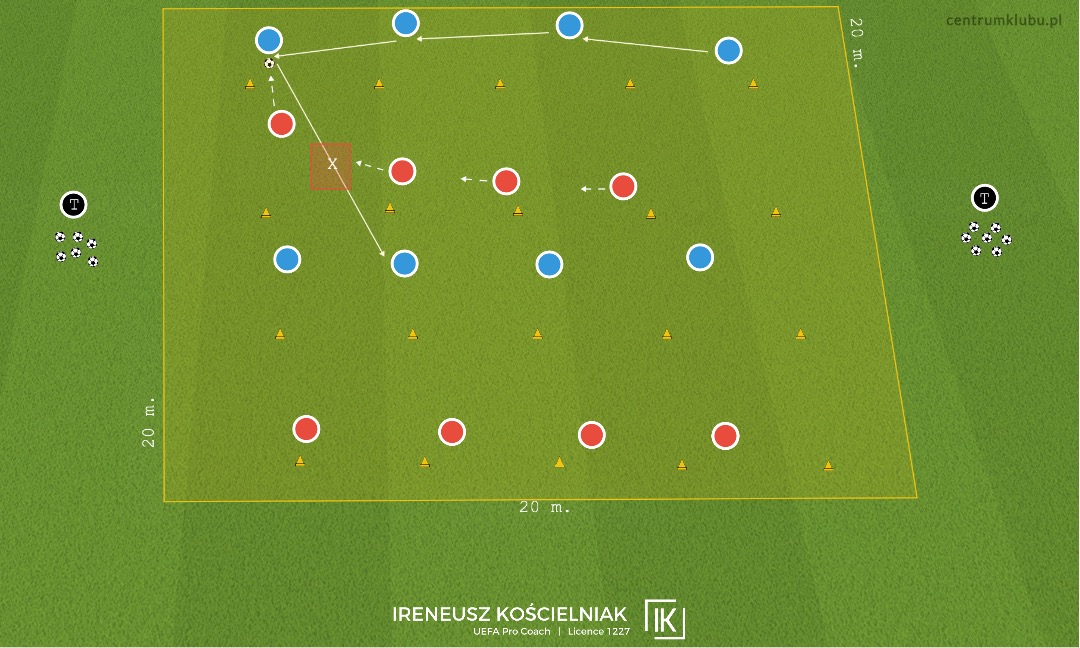 centrumklubu.pl
20 m.
X
T
T
20 m.
20 m.
IRENEUSZ KOŚCIELNIAK
IK
UEFA Pro Coach | Licence 1227